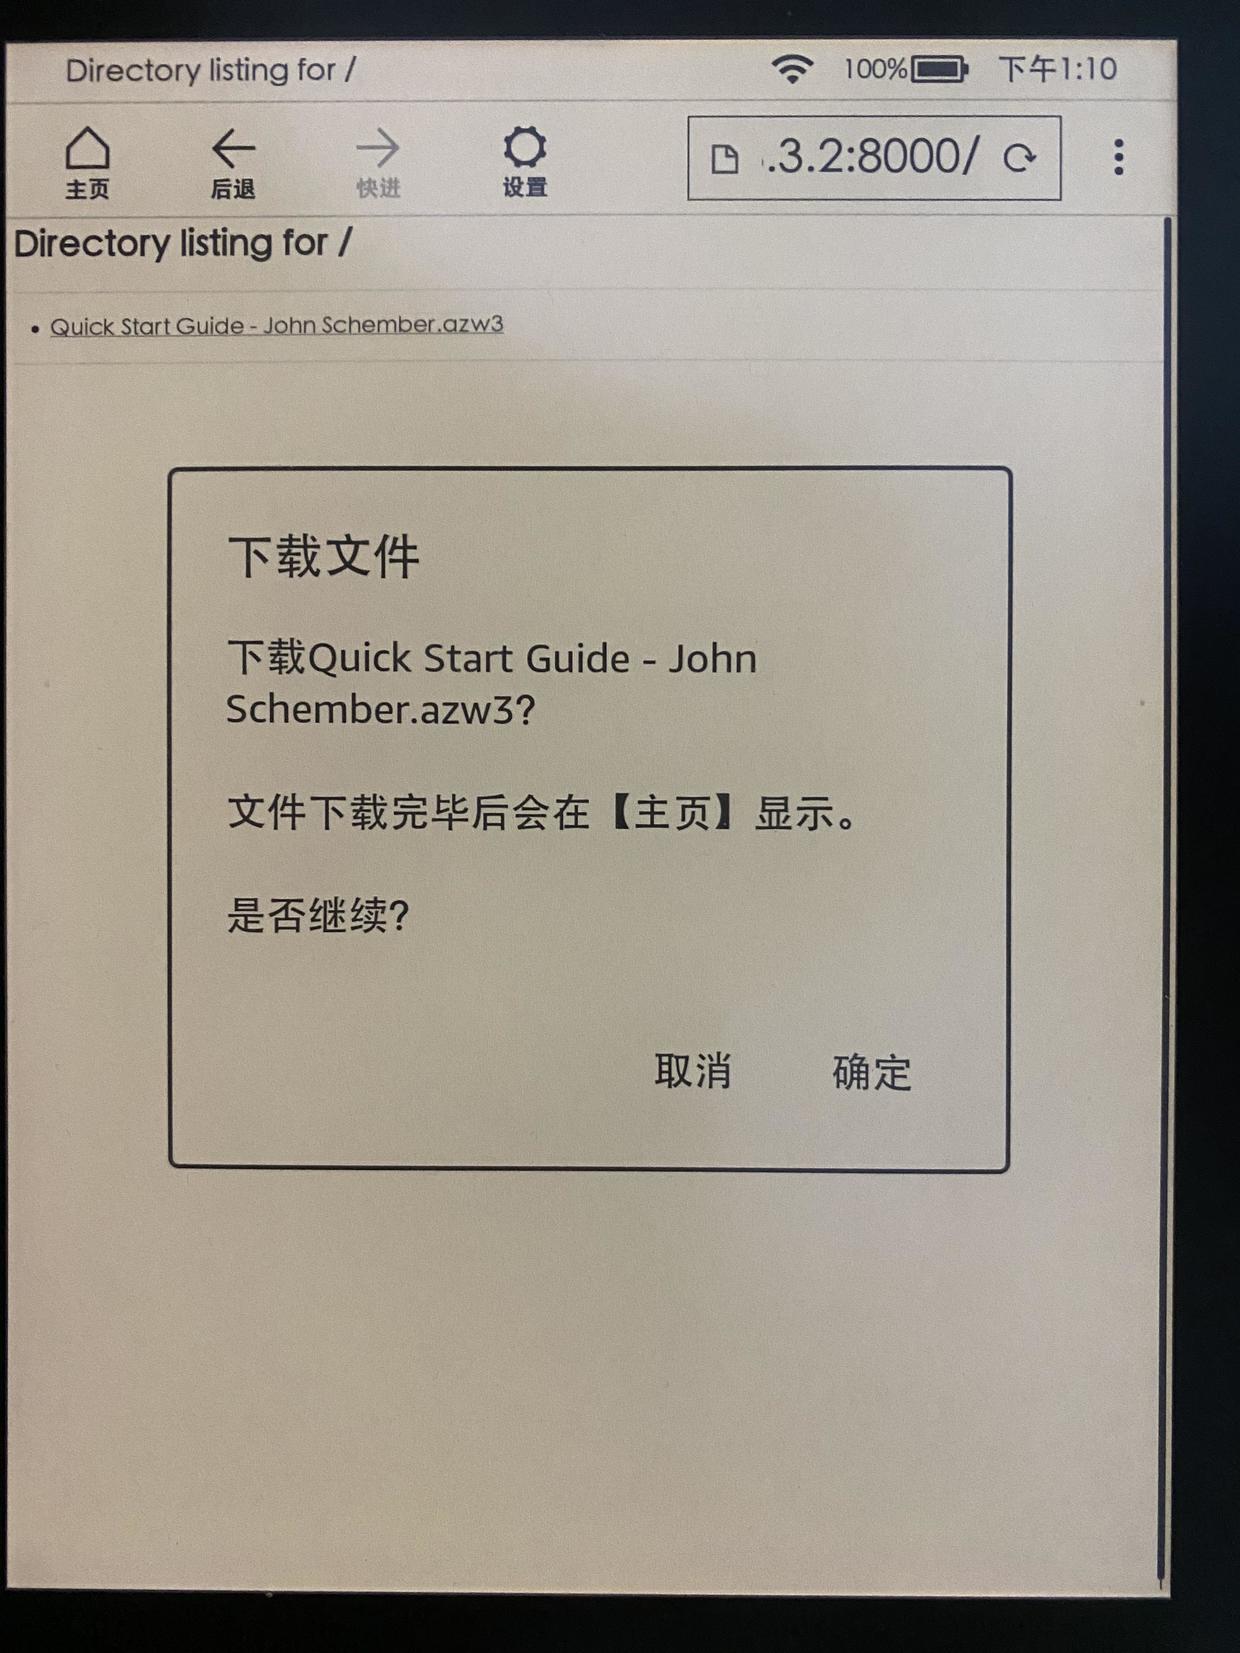 Directory listing for /
100%
下午1:10
主页
后退
快进
设置
.3.2:8000/
Directory listing for /
• Quick Start Guide - John Schember.azw3
下载文件
下载Quick Start Guide - John
Schember.azw3?
文件下载完毕后会在【主页】显示。
是否继续?
取消
确定